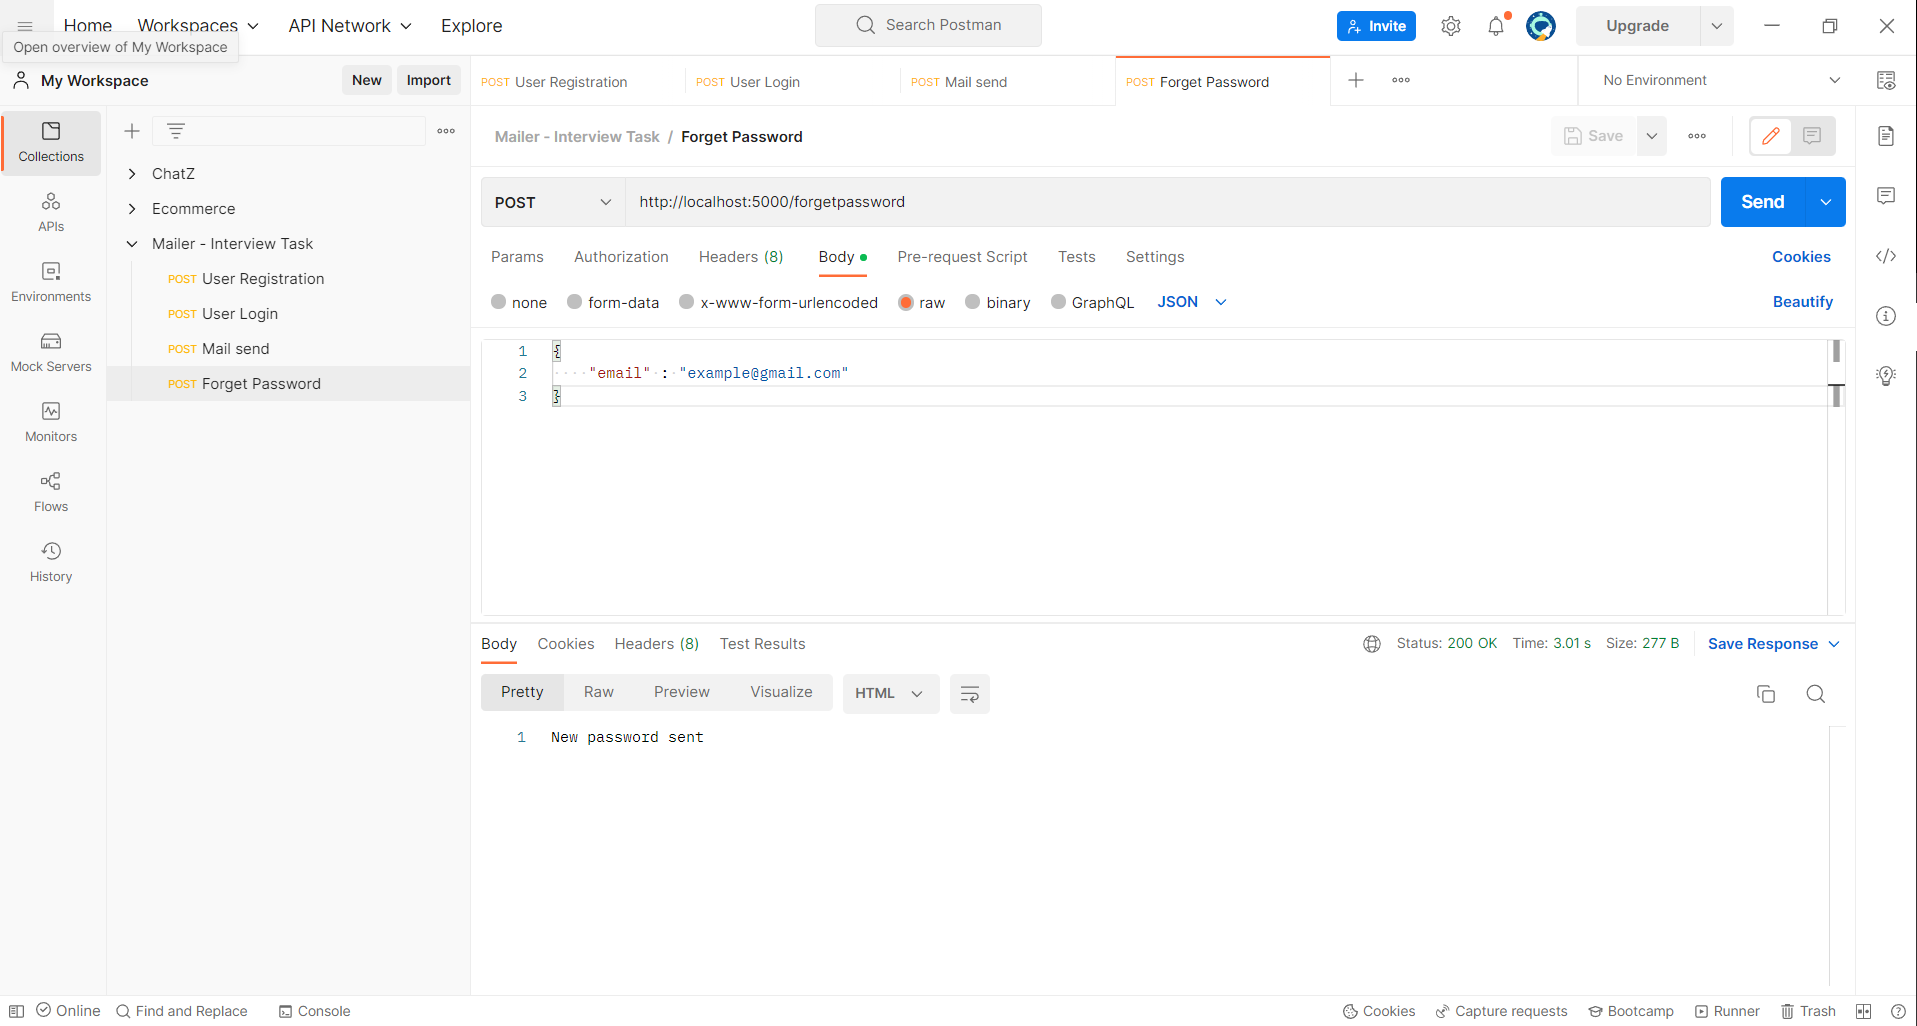 Home Workspaces API Network Explore Search Postman Invite Upgrade
Open overview of My Workspace
My Workspace New Import
POST User Registration POST User Login POST Mail send POST Forget Password No Environment
Collections
APIs
Environments
Mock Servers
Monitors
Flows
History
ChatZ
Ecommerce
Mailer - Interview Task
POST User Registration
POST User Login
POST Mail send
POST Forget Password
Mailer - Interview Task / Forget Password Save
POST http://localhost:5000/forgetpassword Send
Params Authorization Headers (8) Body Pre-request Script Tests Settings Cookies
none form-data x-www-form-urlencoded raw binary GraphQL JSON Beautify
1 {
2 "email" : "example@gmail.com"
3 }
Body Cookies Headers (8) Test Results Status: 200 OK Time: 3.01 s Size: 277 B Save Response
Pretty Raw Preview Visualize HTML
1 New password sent
Online Find and Replace Console Cookies Capture requests Bootcamp Runner Trash